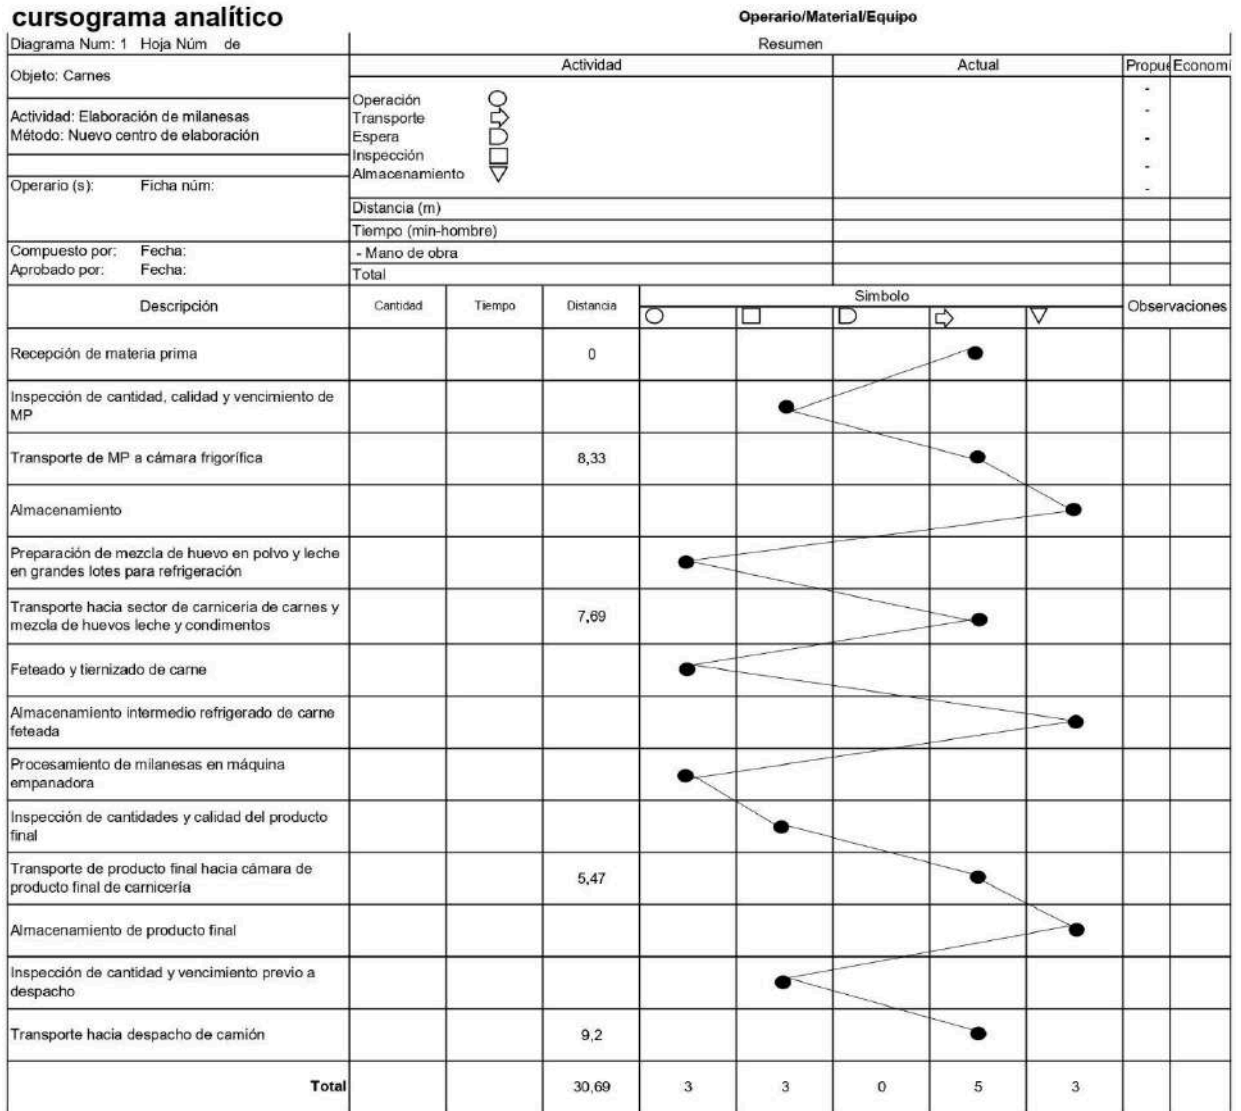 cursograma analítico
Operario/Material/Equipo
Diagrama Num: 1 Hoja Núm de
Resumen
Objeto: Carnes
Actividad
Actual
Propue
Economi
Actividad: Elaboración de milanesas
Método: Nuevo centro de elaboración
Operación
-
Transporte
-
Espera
-
Inspección
-
Almacenamiento
-
Operario (s): Ficha núm:
Distancia (m)
Tiempo (min-hombre)
Compuesto por: Fecha:
- Mano de obra
Aprobado por: Fecha:
Total
Descripción
Cantidad
Tiempo
Distancia
Simbolo
Observaciones
Recepción de materia prima
0
Inspección de cantidad, calidad y vencimiento de
MP
Transporte de MP a cámara frigorífica
8,33
Almacenamiento
Preparación de mezcla de huevo en polvo y leche
en grandes lotes para refrigeración
Transporte hacia sector de carniceria de carnes y
mezcla de huevos leche y condimentos
7,69
Feteado y tiernizado de carne
Almacenamiento intermedio refrigerado de carne
feteada
Procesamiento de milanesas en máquina
empanadora
Inspección de cantidades y calidad del producto
final
Transporte de producto final hacia cámara de
producto final de carnicería
5,47
Almacenamiento de producto final
Inspección de cantidad y vencimiento previo a
despacho
Transporte hacia despacho de camión
9,2
Total
30,69
3
3
0
5
3